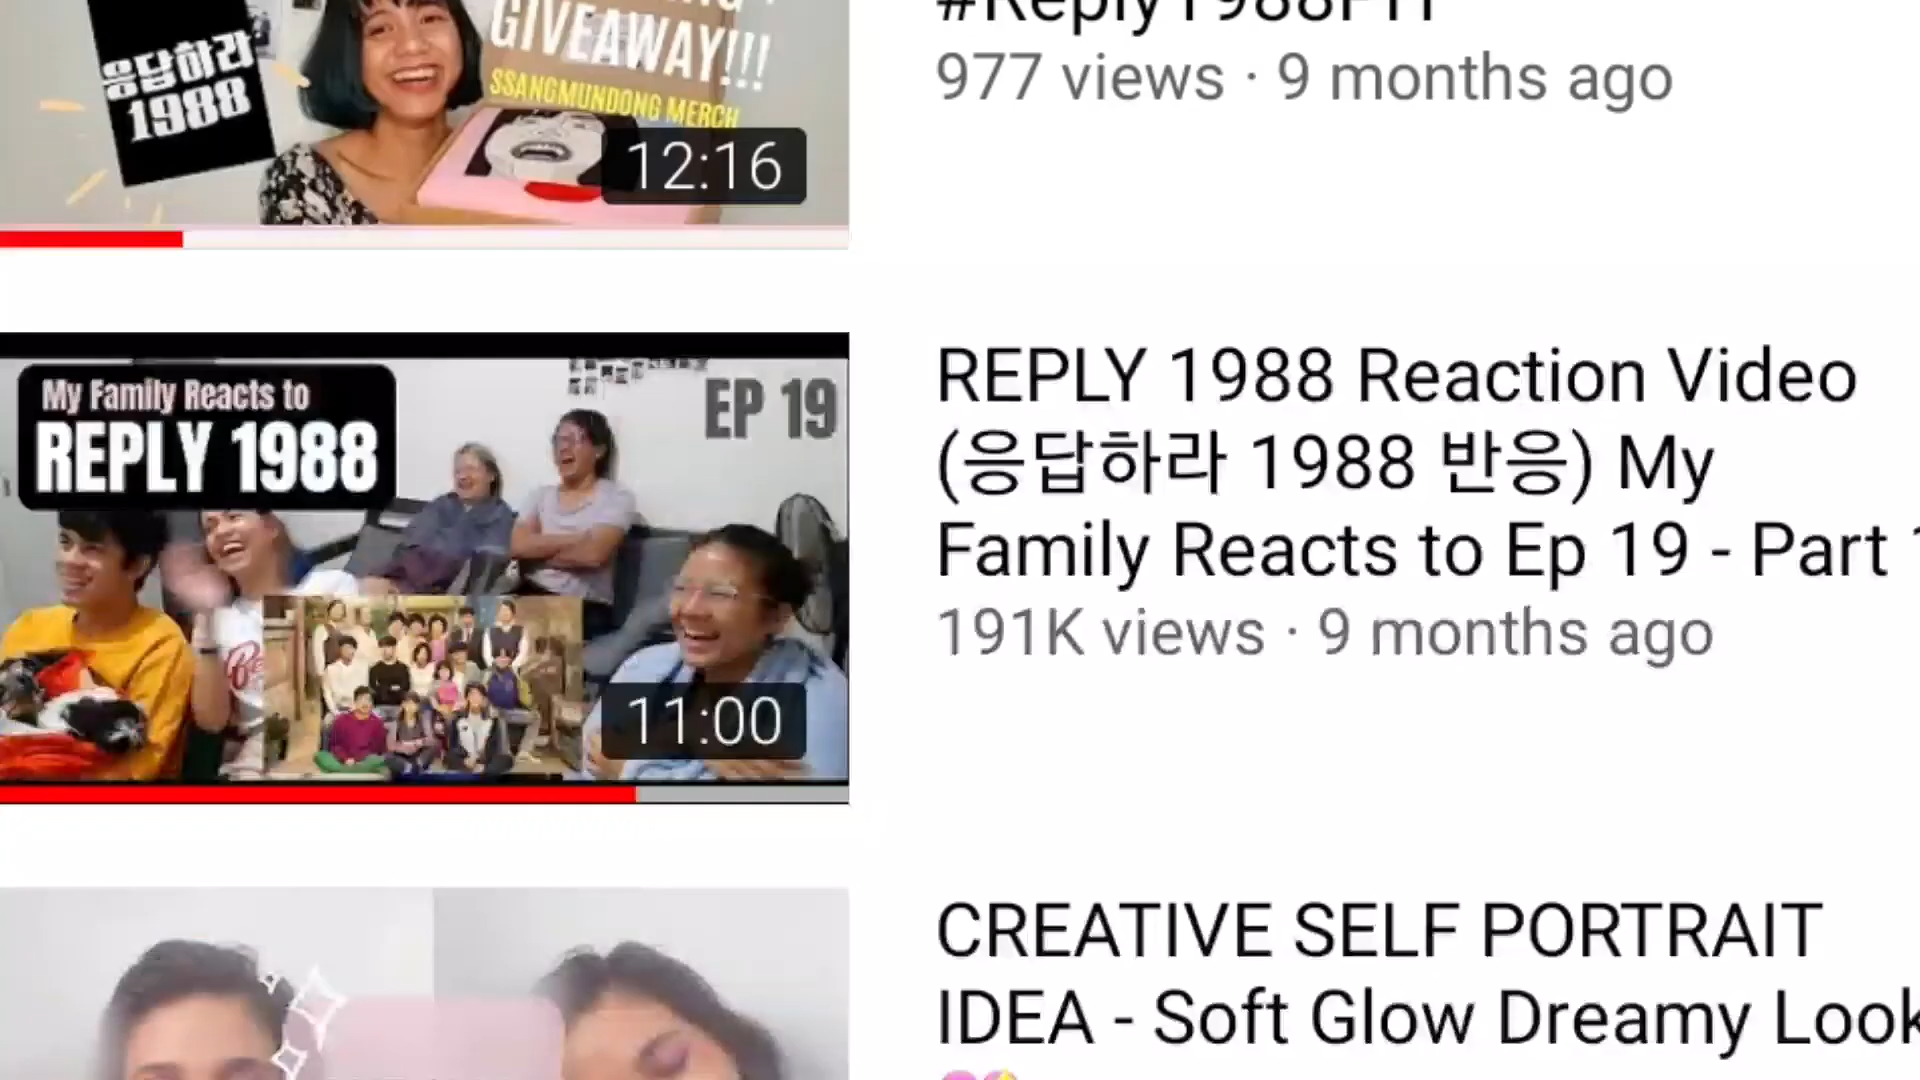 응답하라
1988
GIVEAWAY!!!
SSANGMUNDONG MERCH
12:16
#Reply1988PH
977 views · 9 months ago
My Family Reacts to
REPLY 1988
EP 19
11:00
REPLY 1988 Reaction Video
(응답하라 1988 반응) My
Family Reacts to Ep 19 - Part 1
191K views · 9 months ago
CREATIVE SELF PORTRAIT
IDEA - Soft Glow Dreamy Look